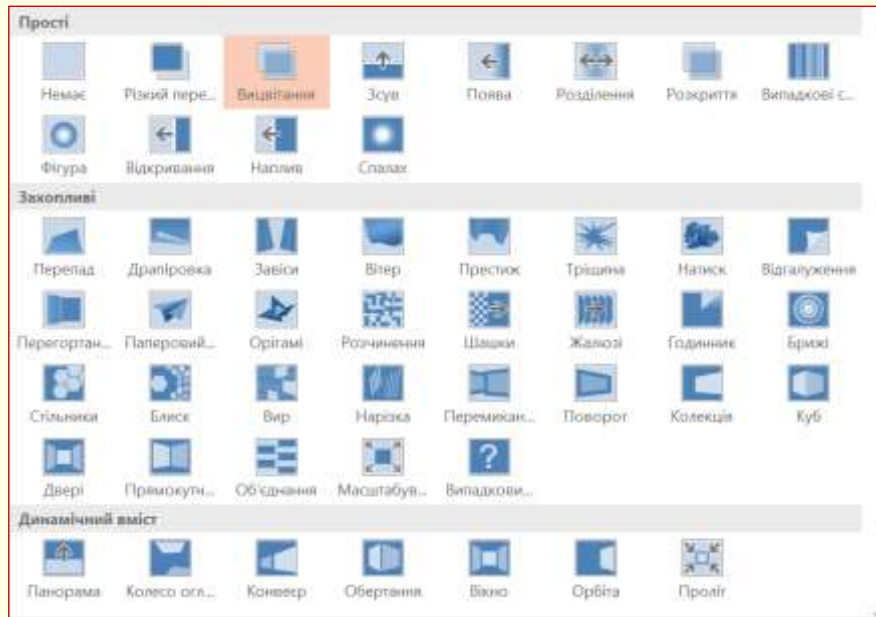 Прості
Немає Різкий пере... Вицвітання Зсув Поява Розділення Розкриття Випадкові с...
Фігура Відкривання Наплив Спалах
Захопливі
Перепад Драпіровка Завіси Вітер Престиж Тріщина Натиск Відгалуження
Перегортан... Паперовий... Орігамі Розчинення Шашки Жалюзі Годинник Брижі
Стільники Блиск Вир Нарізка Перемикан... Поворот Колекція Куб
Двері Прямокутн... Об'єднання Масштабув... Випадкови...
Динамічний вміст
Панорама Колесо огл... Конвеєр Обертання Вікно Орбіта Проліт